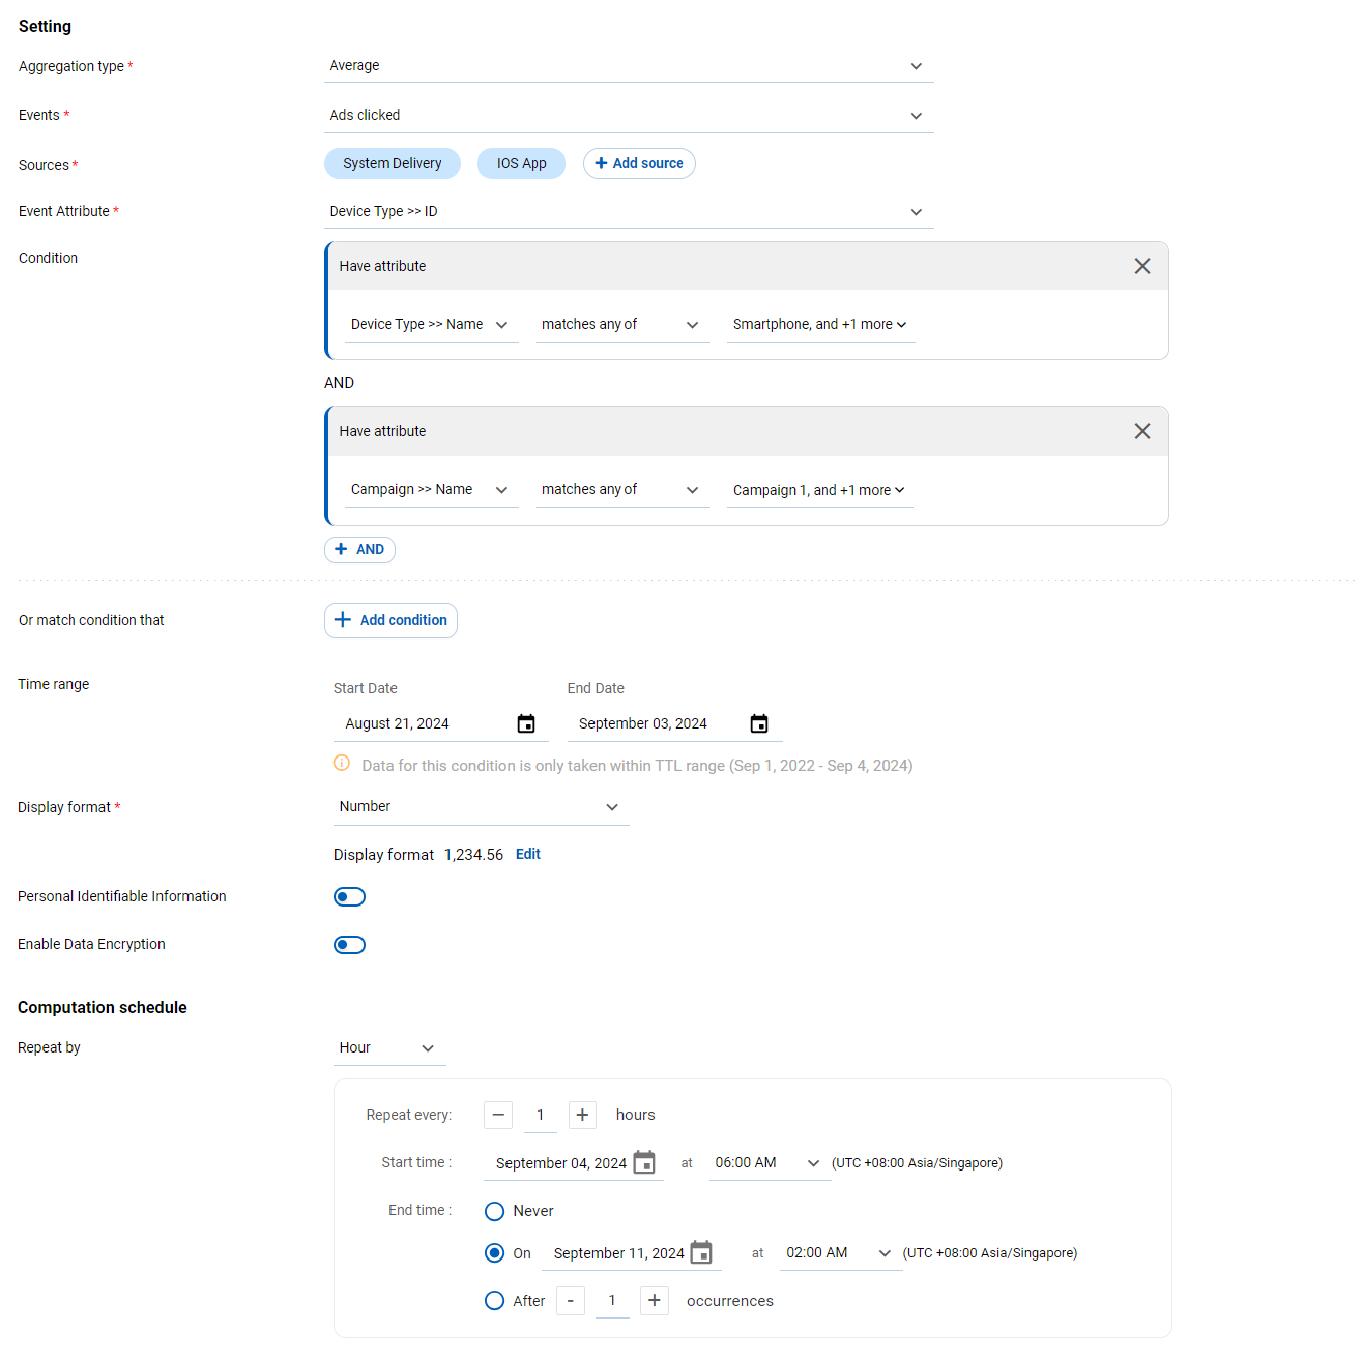 Setting
Aggregation type * Average
Events * Ads clicked
Sources * System Delivery IOS App + Add source
Event Attribute * Device Type >> ID
Condition Have attribute
Device Type >> Name matches any of Smartphone, and +1 more
AND
Have attribute
Campaign >> Name matches any of Campaign 1, and +1 more
+ AND
Or match condition that + Add condition
Time range Start Date End Date
August 21, 2024 September 03, 2024
Data for this condition is only taken within TTL range (Sep 1, 2022 - Sep 4, 2024)
Display format * Number
Display format 1,234.56 Edit
Personal Identifiable Information
Enable Data Encryption
Computation schedule
Repeat by Hour
Repeat every: − 1 + hours
Start time : September 04, 2024 at 06:00 AM (UTC +08:00 Asia/Singapore)
End time : Never
On September 11, 2024 at 02:00 AM (UTC +08:00 Asia/Singapore)
After - 1 + occurrences